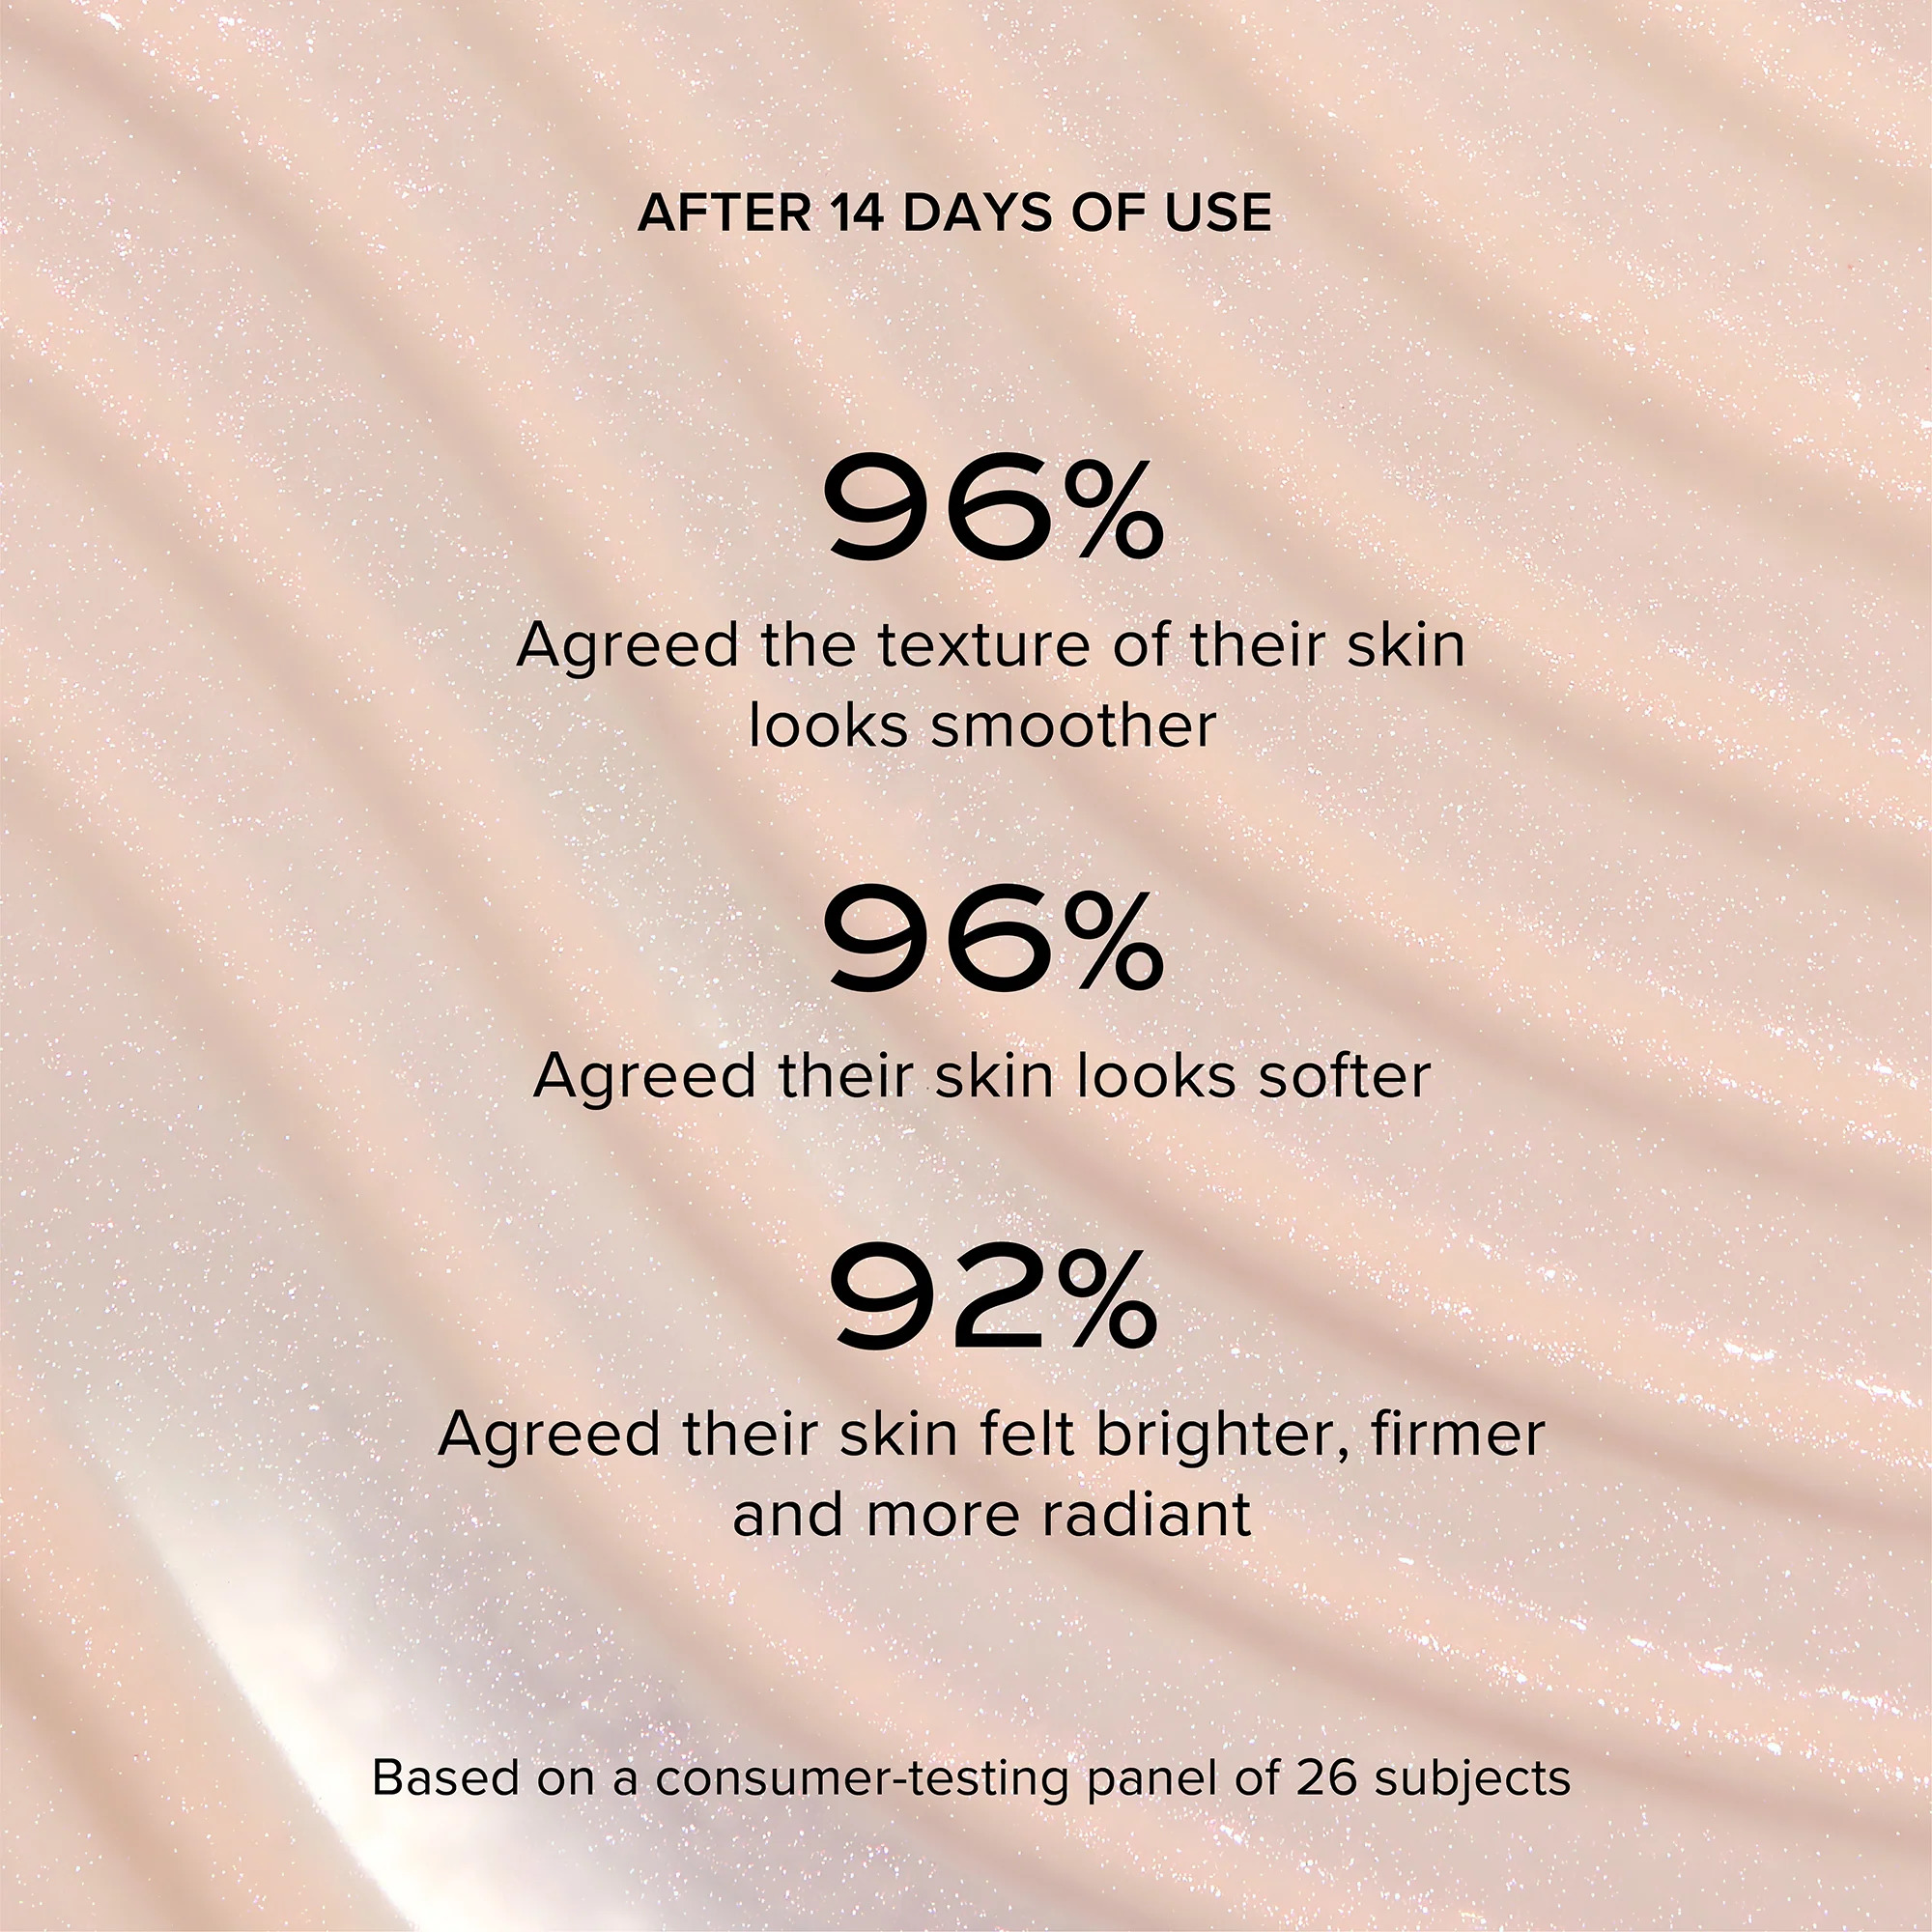 AFTER 14 DAYS OF USE
96%
Agreed the texture of their skin
looks smoother
96%
Agreed their skin looks softer
92%
Agreed their skin felt brighter, firmer
and more radiant
Based on a consumer-testing panel of 26 subjects